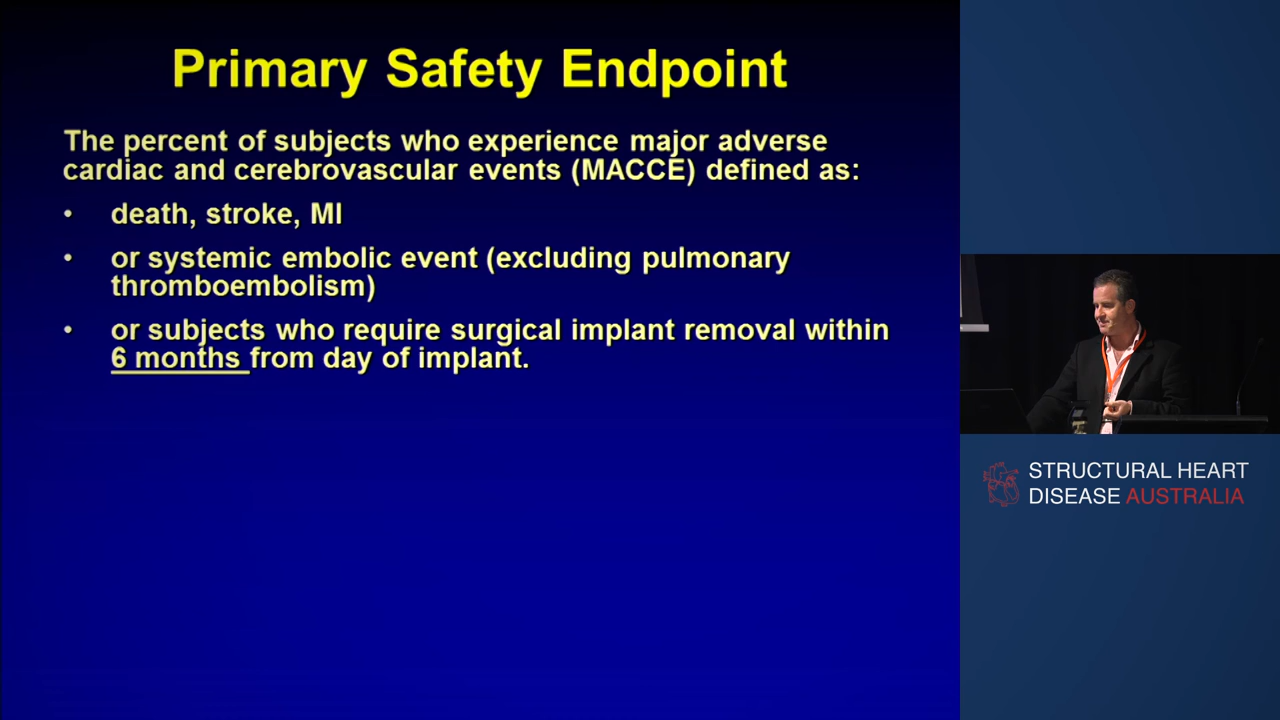 Primary Safety Endpoint
The percent of subjects who experience major adverse
cardiac and cerebrovascular events (MACCE) defined as:
• death, stroke, MI
• or systemic embolic event (excluding pulmonary
thromboembolism)
• or subjects who require surgical implant removal within
6 months from day of implant.
STRUCTURAL HEART
DISEASE AUSTRALIA